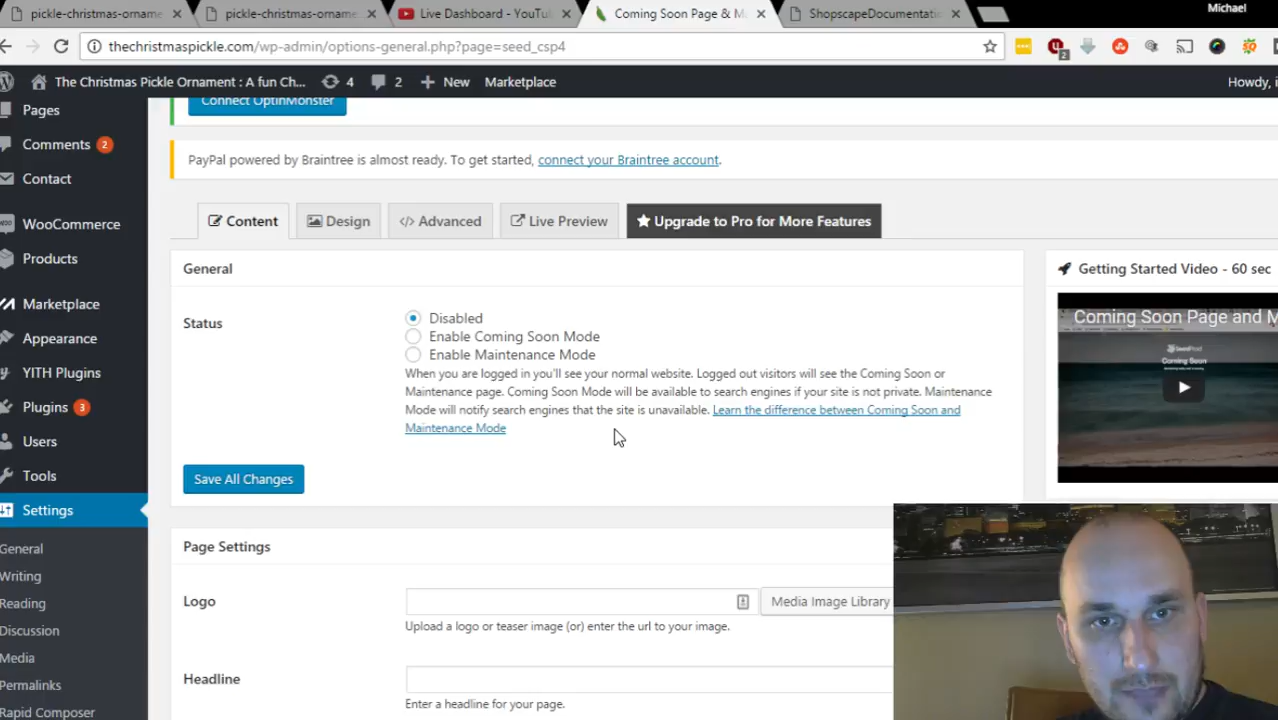 Michael
pickle-christmas-orname
pickle-christmas-orname
Live Dashboard - YouTu
Coming Soon Page & M
ShopscapeDocumentati
thechristmaspickle.com/wp-admin/options-general.php?page=seed_csp4
2
The Christmas Pickle Ornament : A fun Ch...
4
2
New
Marketplace
Howdy, i
Pages
Comments 2
Contact
WooCommerce
Products
Marketplace
Appearance
YITH Plugins
Plugins 3
Users
Tools
Settings
General
Writing
Reading
Discussion
Media
Permalinks
Rapid Composer
Connect OptinMonster
PayPal powered by Braintree is almost ready. To get started, connect your Braintree account.
Content
Design
Advanced
Live Preview
Upgrade to Pro for More Features
General
Status
Disabled
Enable Coming Soon Mode
Enable Maintenance Mode
When you are logged in you'll see your normal website. Logged out visitors will see the Coming Soon or
Maintenance page. Coming Soon Mode will be available to search engines if your site is not private. Maintenance
Mode will notify search engines that the site is unavailable. Learn the difference between Coming Soon and
Maintenance Mode
Save All Changes
Page Settings
Logo
Media Image Library
Upload a logo or teaser image (or) enter the url to your image.
Headline
Enter a headline for your page.
Getting Started Video - 60 sec
Coming Soon Page and M
Coming Soon